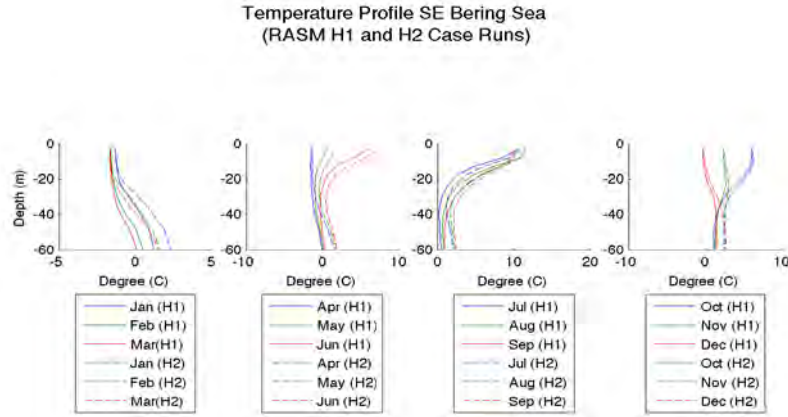 Temperature Profile SE Bering Sea
(RASM H1 and H2 Case Runs)
Depth (m)
0
-20
-40
-60
-5 0 5
Degree (C)
0
-20
-40
-60
-10 0 10
Degree (C)
0
-20
-40
-60
0 10 20
Degree (C)
0
-20
-40
-60
-10 0 10
Degree (C)
Jan (H1)
Feb (H1)
Mar(H1)
Jan (H2)
Feb (H2)
Mar(H2)
Apr (H1)
May (H1)
Jun (H1)
Apr (H2)
May (H2)
Jun (H2)
Jul (H1)
Aug (H1)
Sep (H1)
Jul (H2)
Aug (H2)
Sep (H2)
Oct (H1)
Nov (H1)
Dec (H1)
Oct (H2)
Nov (H2)
Dec (H2)